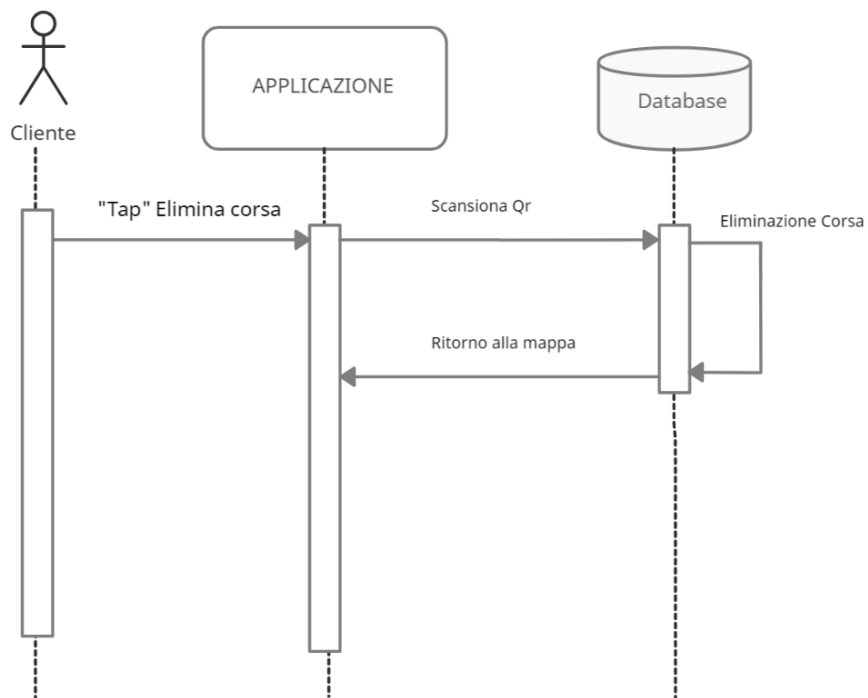 APPLICAZIONE
Database
Cliente
"Tap" Elimina corsa
Scansiona Qr
Eliminazione Corsa
Ritorno alla mappa